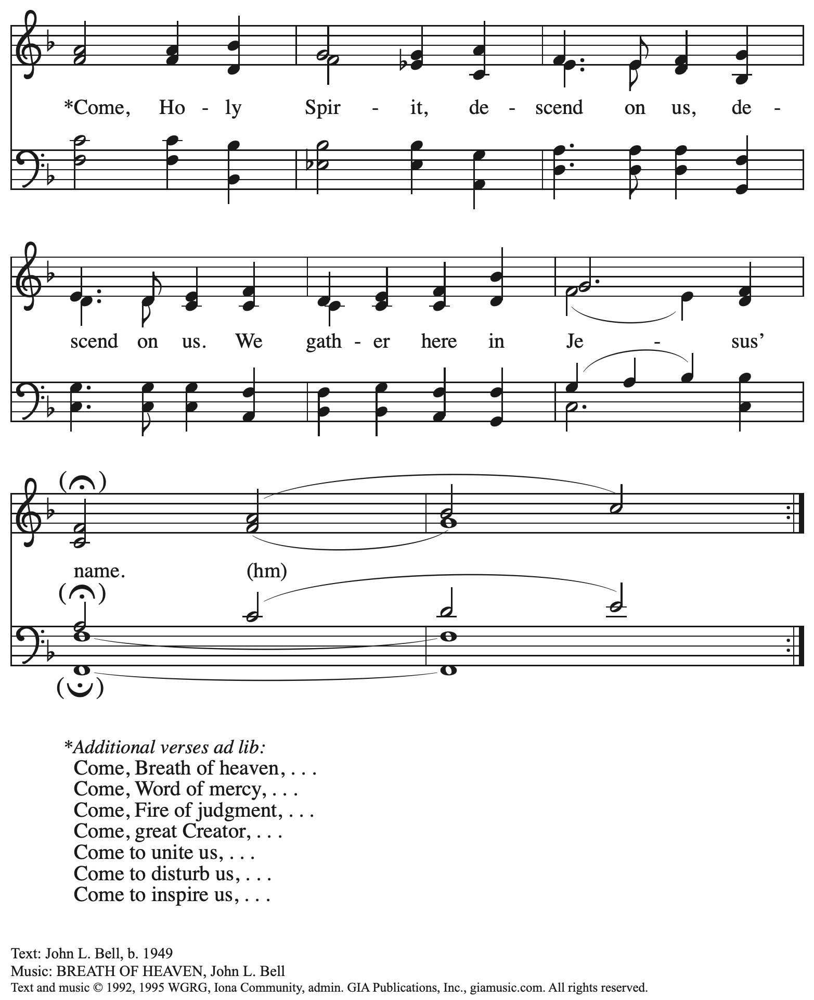 *Come, Ho - ly Spir - it, de - scend on us, de -
scend on us. We gath - er here in Je - sus’
name. (hm)
*Additional verses ad lib:
Come, Breath of heaven, . . .
Come, Word of mercy, . . .
Come, Fire of judgment, . . .
Come, great Creator, . . .
Come to unite us, . . .
Come to disturb us, . . .
Come to inspire us, . . .
Text: John L. Bell, b. 1949
Music: BREATH OF HEAVEN, John L. Bell
Text and music © 1992, 1995 WGRG, Iona Community, admin. GIA Publications, Inc., giamusic.com. All rights reserved.